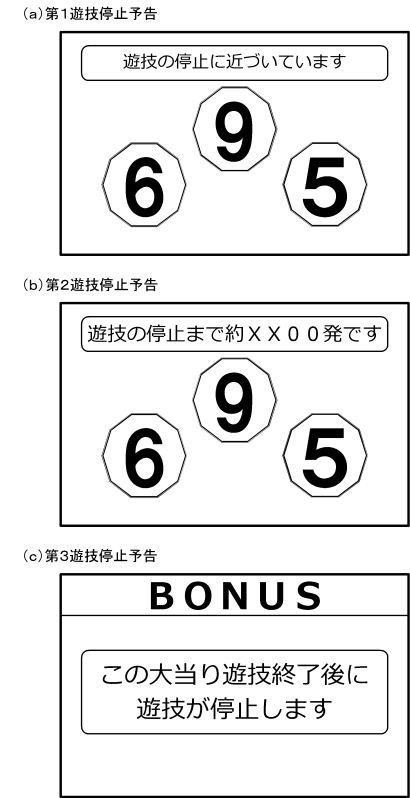 (a)第1遊技停止予告
遊技の停止に近づいています
9
6 5
(b)第2遊技停止予告
遊技の停止まで約XX00発です
9
6 5
(c)第3遊技停止予告
BONUS
この大当り遊技終了後に
遊技が停止します